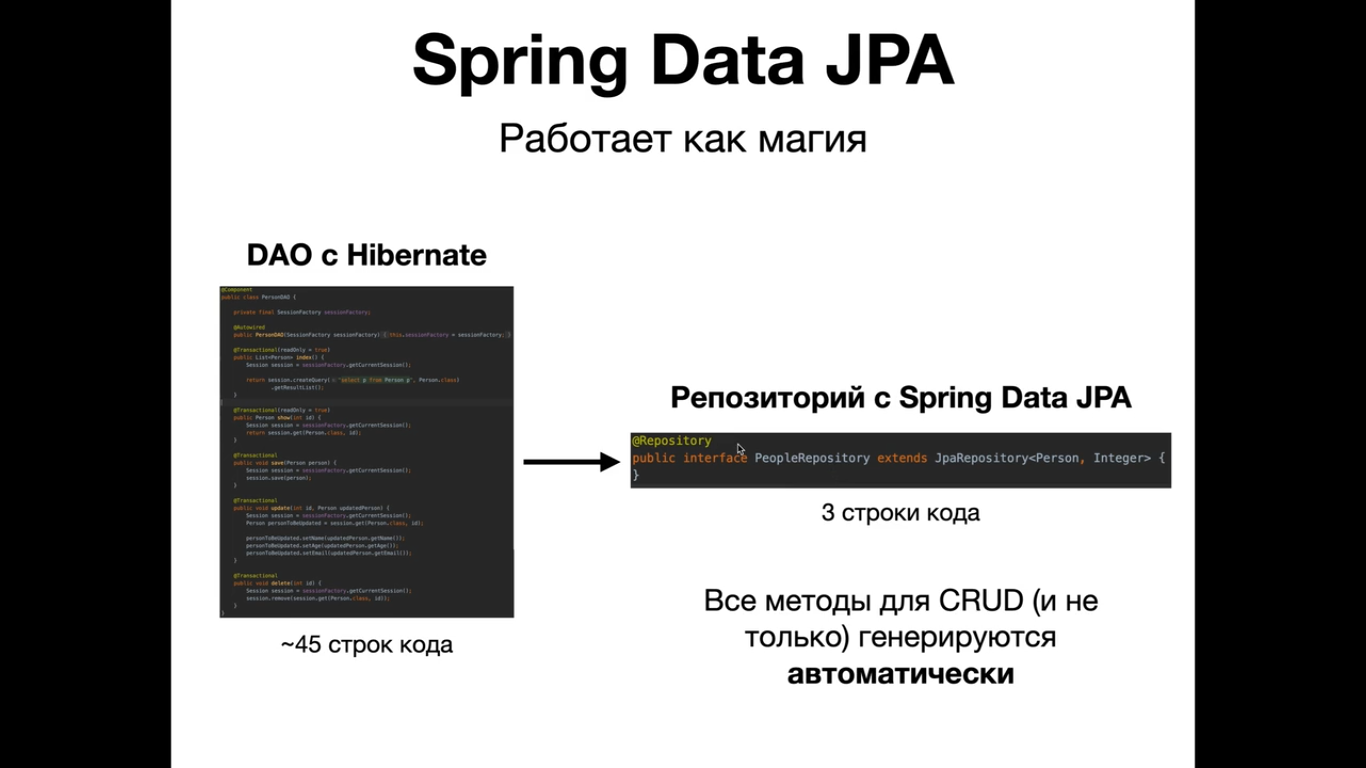 Spring Data JPA
Работает как магия
DAO с Hibernate
@Component
public class PersonDAO {
private final SessionFactory sessionFactory;
@Autowired
public PersonDAO(SessionFactory sessionFactory) { this.sessionFactory = sessionFactory; }
@Transactional(readOnly = true)
public List<Person> index() {
Session session = sessionFactory.getCurrentSession();
return session.createQuery("select p from Person p", Person.class)
.getResultList();
}
@Transactional(readOnly = true)
public Person show(int id) {
Session session = sessionFactory.getCurrentSession();
return session.get(Person.class, id);
}
@Transactional
public void save(Person person) {
Session session = sessionFactory.getCurrentSession();
session.save(person);
}
@Transactional
public void update(int id, Person updatedPerson) {
Session session = sessionFactory.getCurrentSession();
Person personToBeUpdated = session.get(Person.class, id);
personToBeUpdated.setName(updatedPerson.getName());
personToBeUpdated.setAge(updatedPerson.getAge());
personToBeUpdated.setEmail(updatedPerson.getEmail());
}
@Transactional
public void delete(int id) {
Session session = sessionFactory.getCurrentSession();
session.remove(session.get(Person.class, id));
}
}
~45 строк кода
Репозиторий с Spring Data JPA
@Repository
public interface PeopleRepository extends JpaRepository<Person, Integer> {
}
3 строки кода
Все методы для CRUD (и не
только) генерируются
автоматически